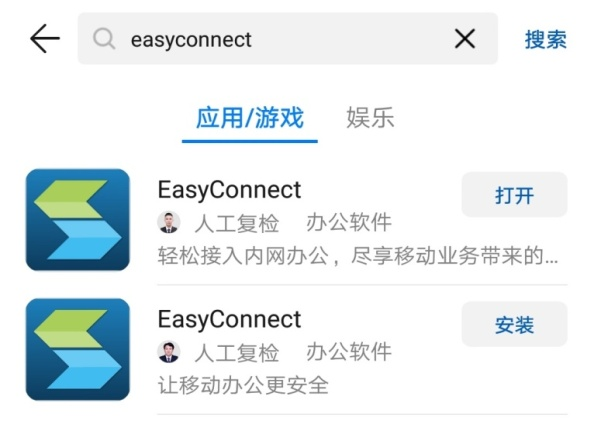 easyconnect 搜索
应用/游戏 娱乐
EasyConnect
打开
人工复检 办公软件
轻松接入内网办公，尽享移动业务带来的...
EasyConnect
安装
人工复检 办公软件
让移动办公更安全